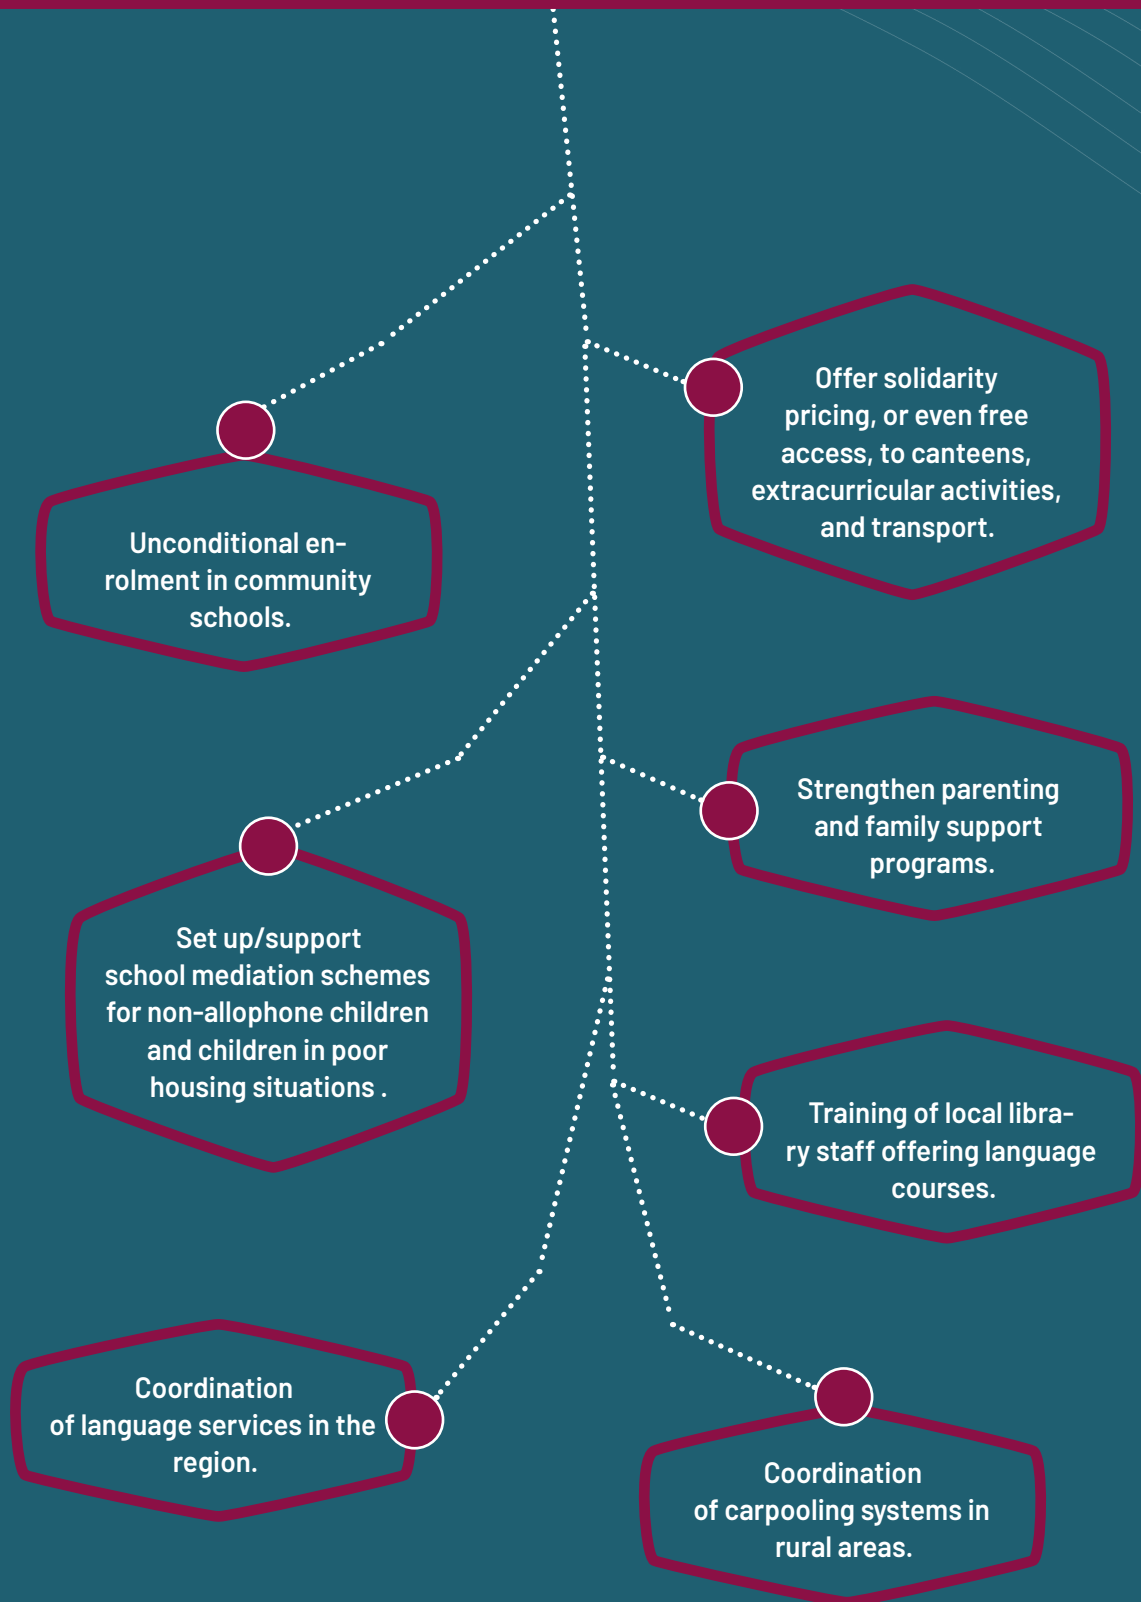 Offer solidarity
pricing, or even free
access, to canteens,
extracurricular activities,
and transport.
Unconditional en-
rolment in community
schools.
Strengthen parenting
and family support
programs.
Set up/support
school mediation schemes
for non-allophone children
and children in poor
housing situations .
Training of local libra-
ry staff offering language
courses.
Coordination
of language services in the
region.
Coordination
of carpooling systems in
rural areas.